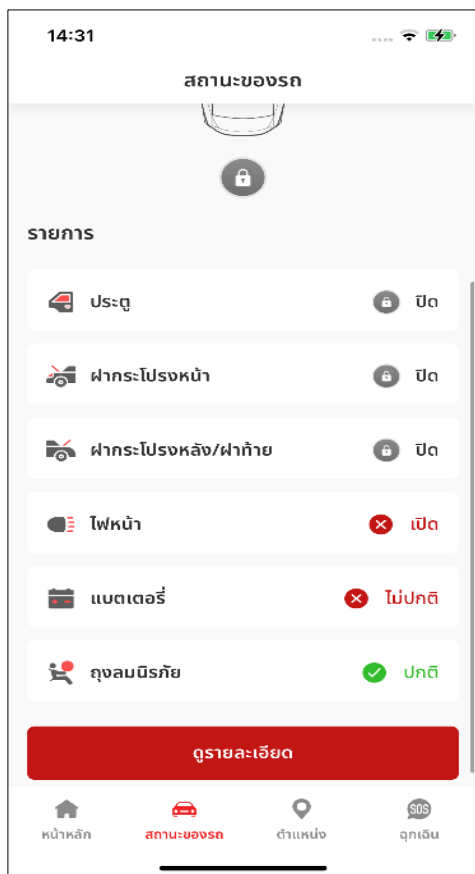 14:31
สถานะของรถ
รายการ
ประตู ปิด
ฝากระโปรงหน้า ปิด
ฝากระโปรงหลัง/ฝาท้าย ปิด
ไฟหน้า เปิด
แบตเตอรี่ ไม่ปกติ
ถุงลมนิรภัย ปกติ
ดูรายละเอียด
SOS
หน้าหลัก สถานะของรถ ตำแหน่ง ฉุกเฉิน